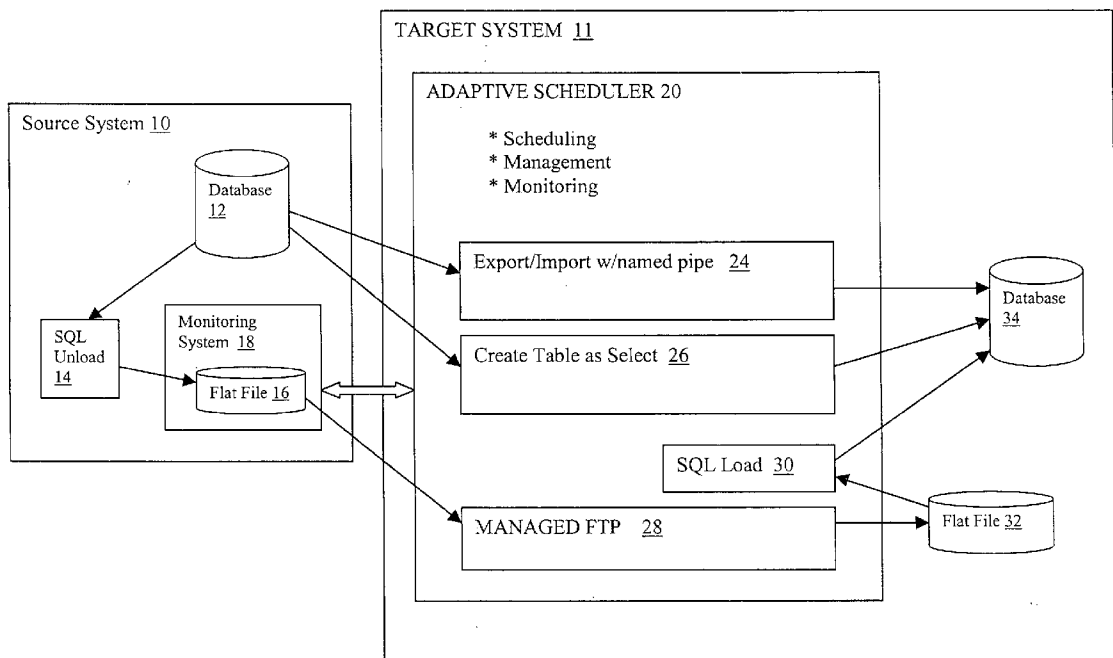 TARGET SYSTEM 11
ADAPTIVE SCHEDULER 20
* Scheduling
* Management
* Monitoring
Source System 10
Database
12
SQL
Unload
14
Monitoring
System 18
Flat File 16
Export/Import w/named pipe 24
Create Table as Select 26
SQL Load 30
MANAGED FTP 28
Database
34
Flat File 32